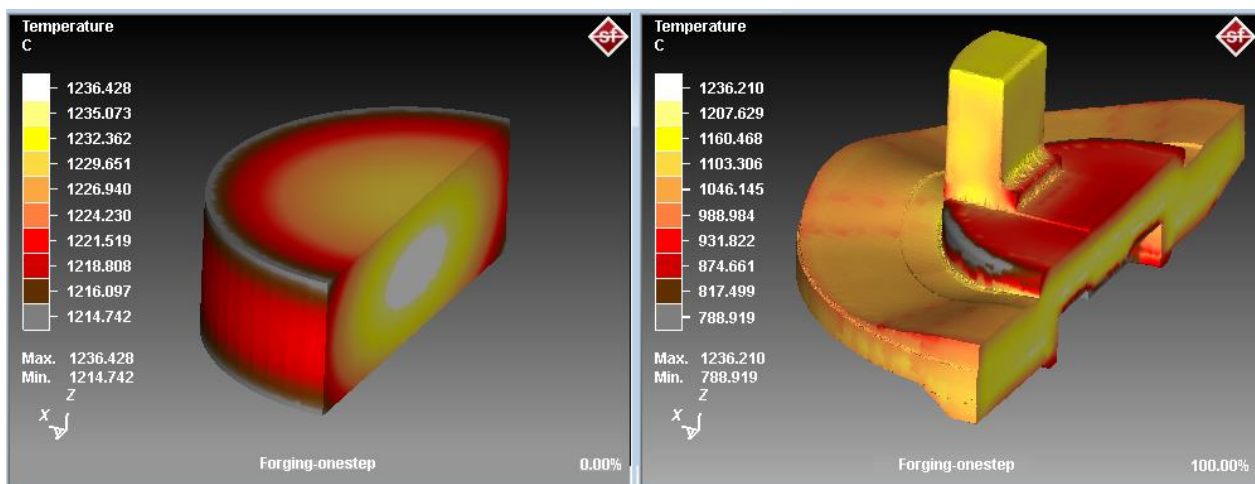 Temperature
C
sf
1236.428
1235.073
1232.362
1229.651
1226.940
1224.230
1221.519
1218.808
1216.097
1214.742
Max. 1236.428
Min. 1214.742
Z
X
Forging-onestep 0.00%
Temperature
C
sf
1236.210
1207.629
1160.468
1103.306
1046.145
988.984
931.822
874.661
817.499
788.919
Max. 1236.210
Min. 788.919
Z
X
Forging-onestep 100.00%